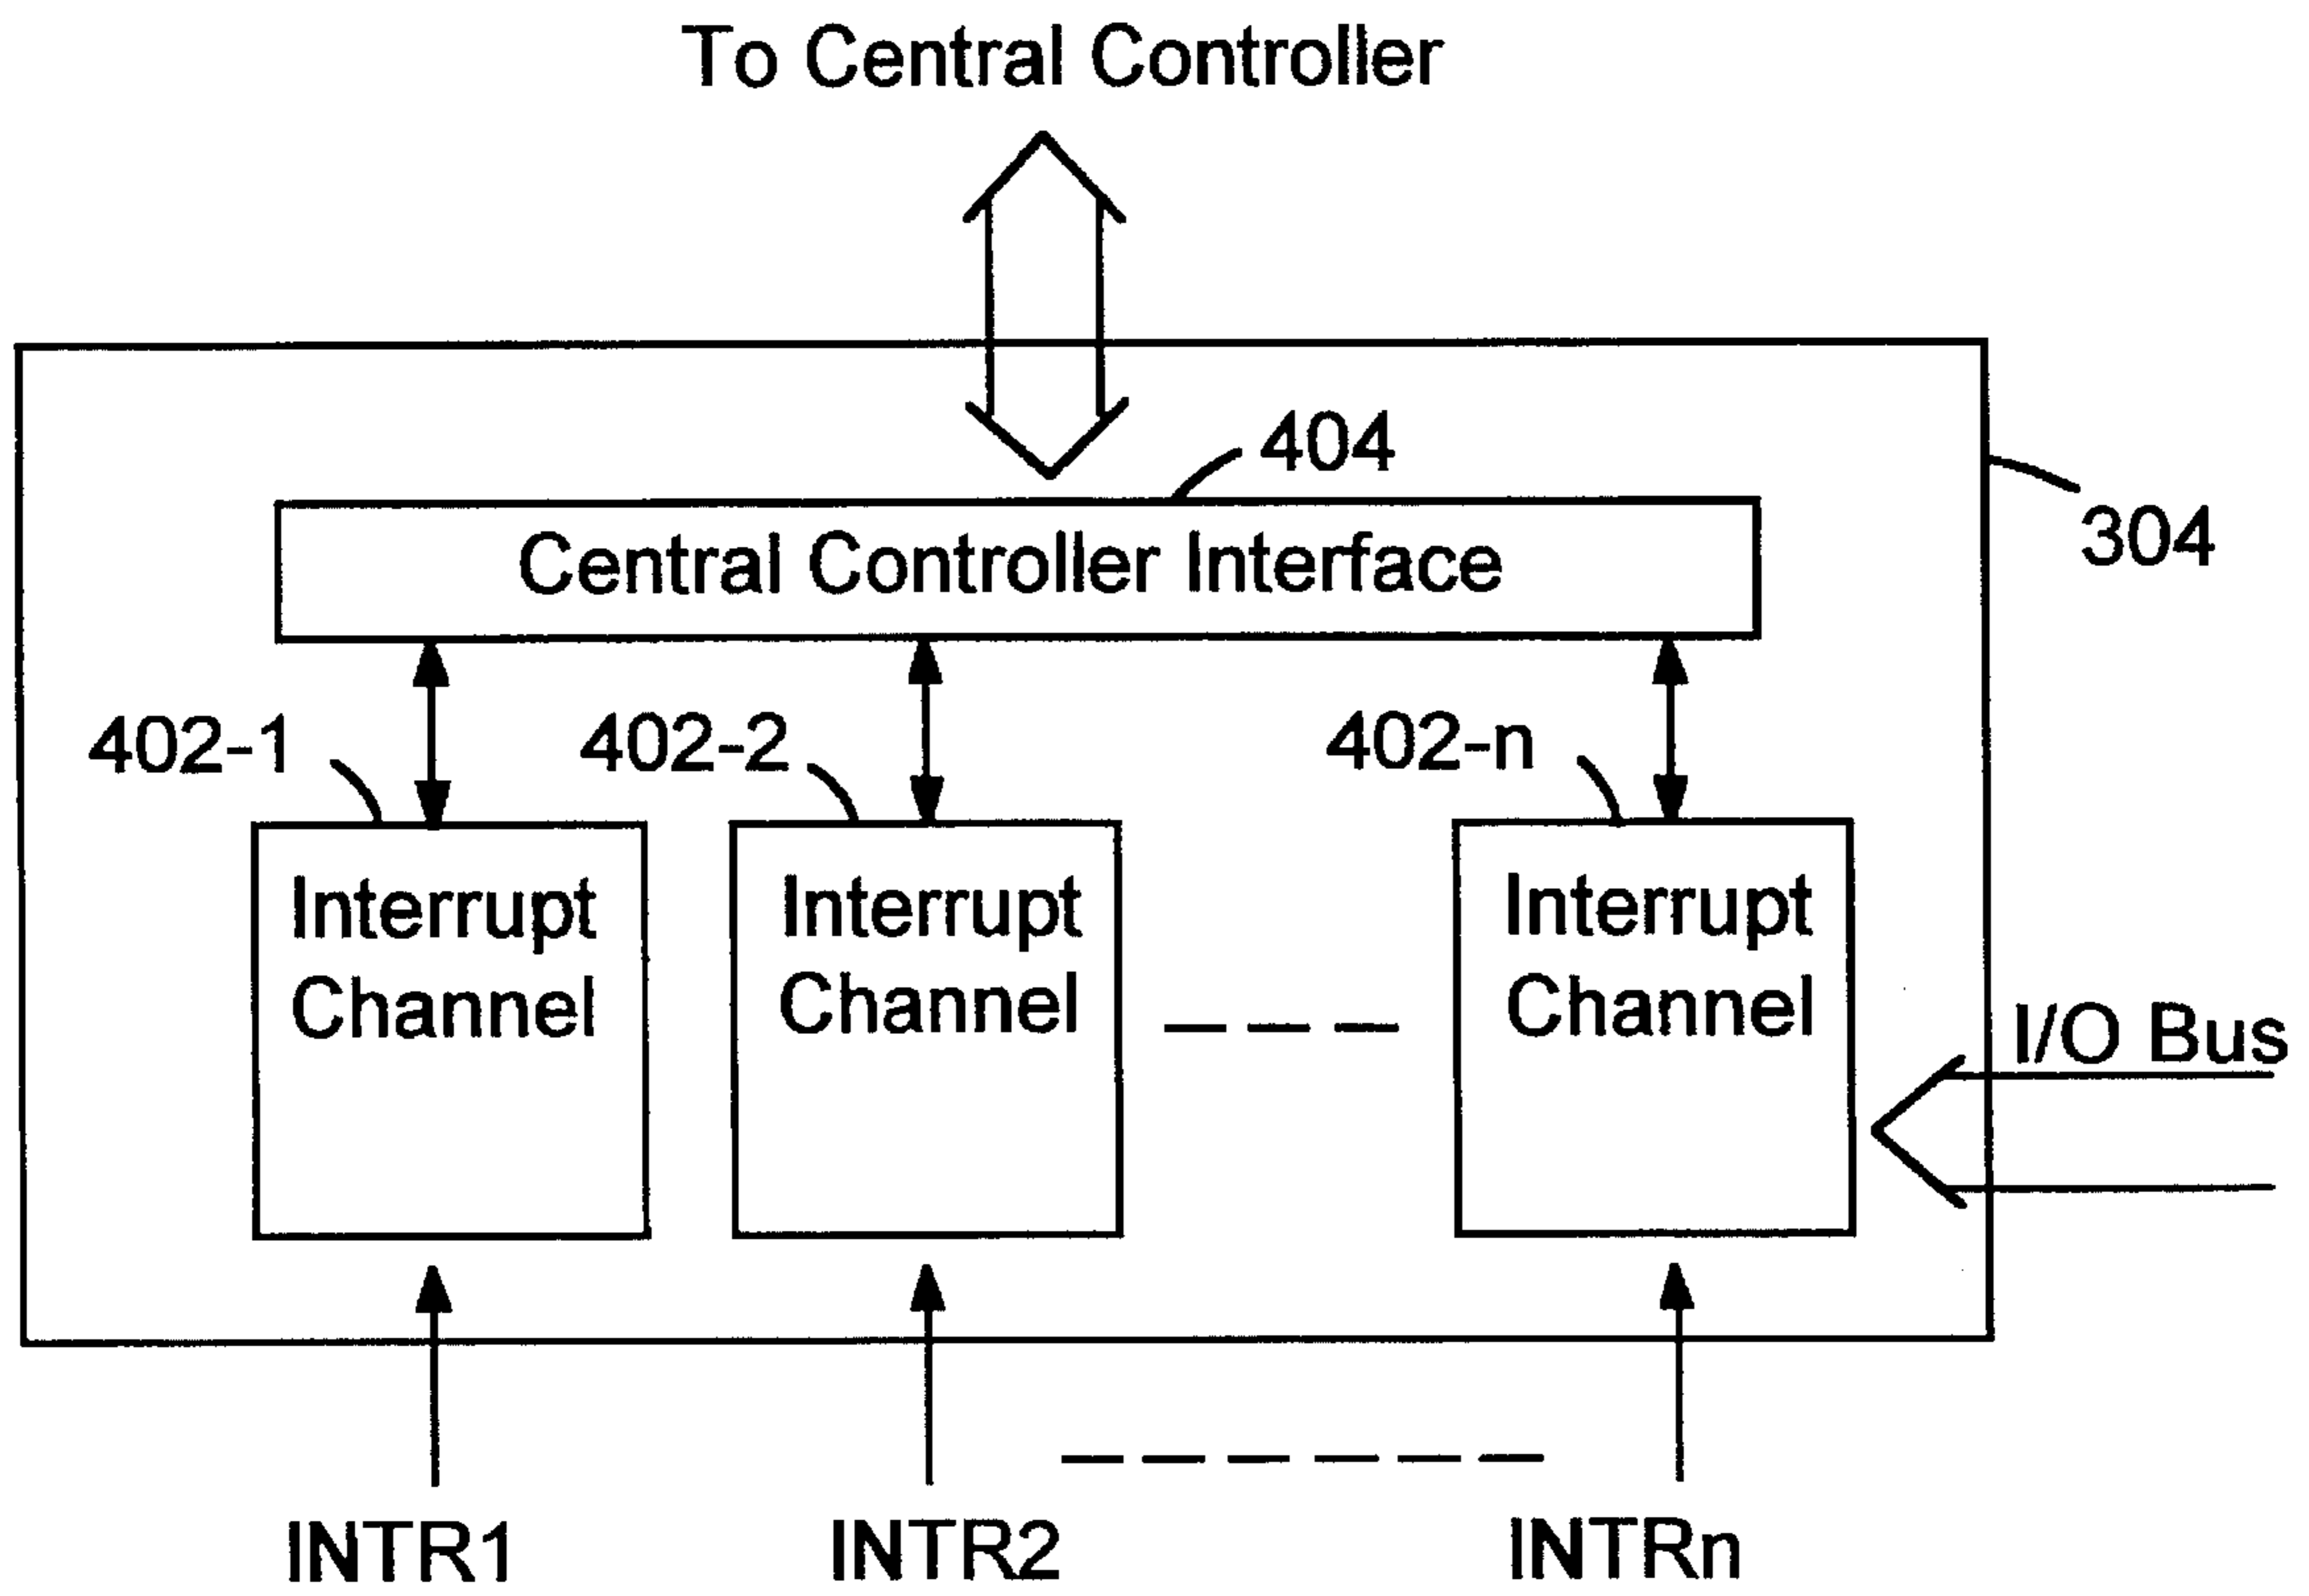 To Central Controller
404
304
Central Controller Interface
402-1
402-2
402-n
Interrupt
Channel
Interrupt
Channel
Interrupt
Channel
I/O Bus
INTR1
INTR2
INTRn